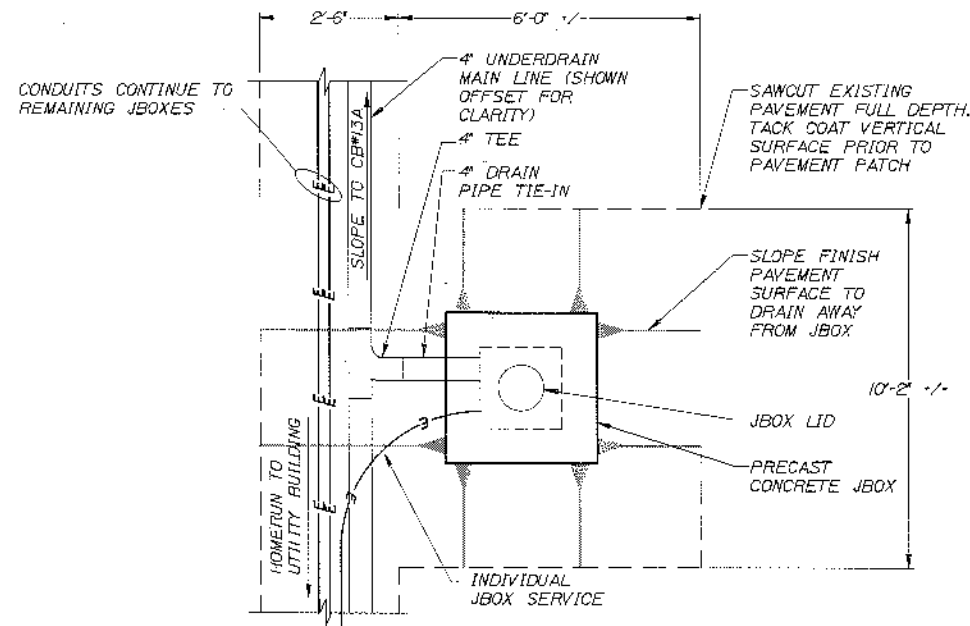 2'-6"
6'-0" +/-
CONDUITS CONTINUE TO
REMAINING JBOXES
4" UNDERDRAIN
MAIN LINE (SHOWN
OFFSET FOR
CLARITY)
4" TEE
4" DRAIN
PIPE TIE-IN
SAWCUT EXISTING
PAVEMENT FULL DEPTH.
TACK COAT VERTICAL
SURFACE PRIOR TO
PAVEMENT PATCH
SLOPE TO CB#13A
SLOPE FINISH
PAVEMENT
SURFACE TO
DRAIN AWAY
FROM JBOX
10'-2" +/-
JBOX LID
PRECAST
CONCRETE JBOX
HOMERUN TO
UTILITY BUILDING
INDIVIDUAL
JBOX SERVICE